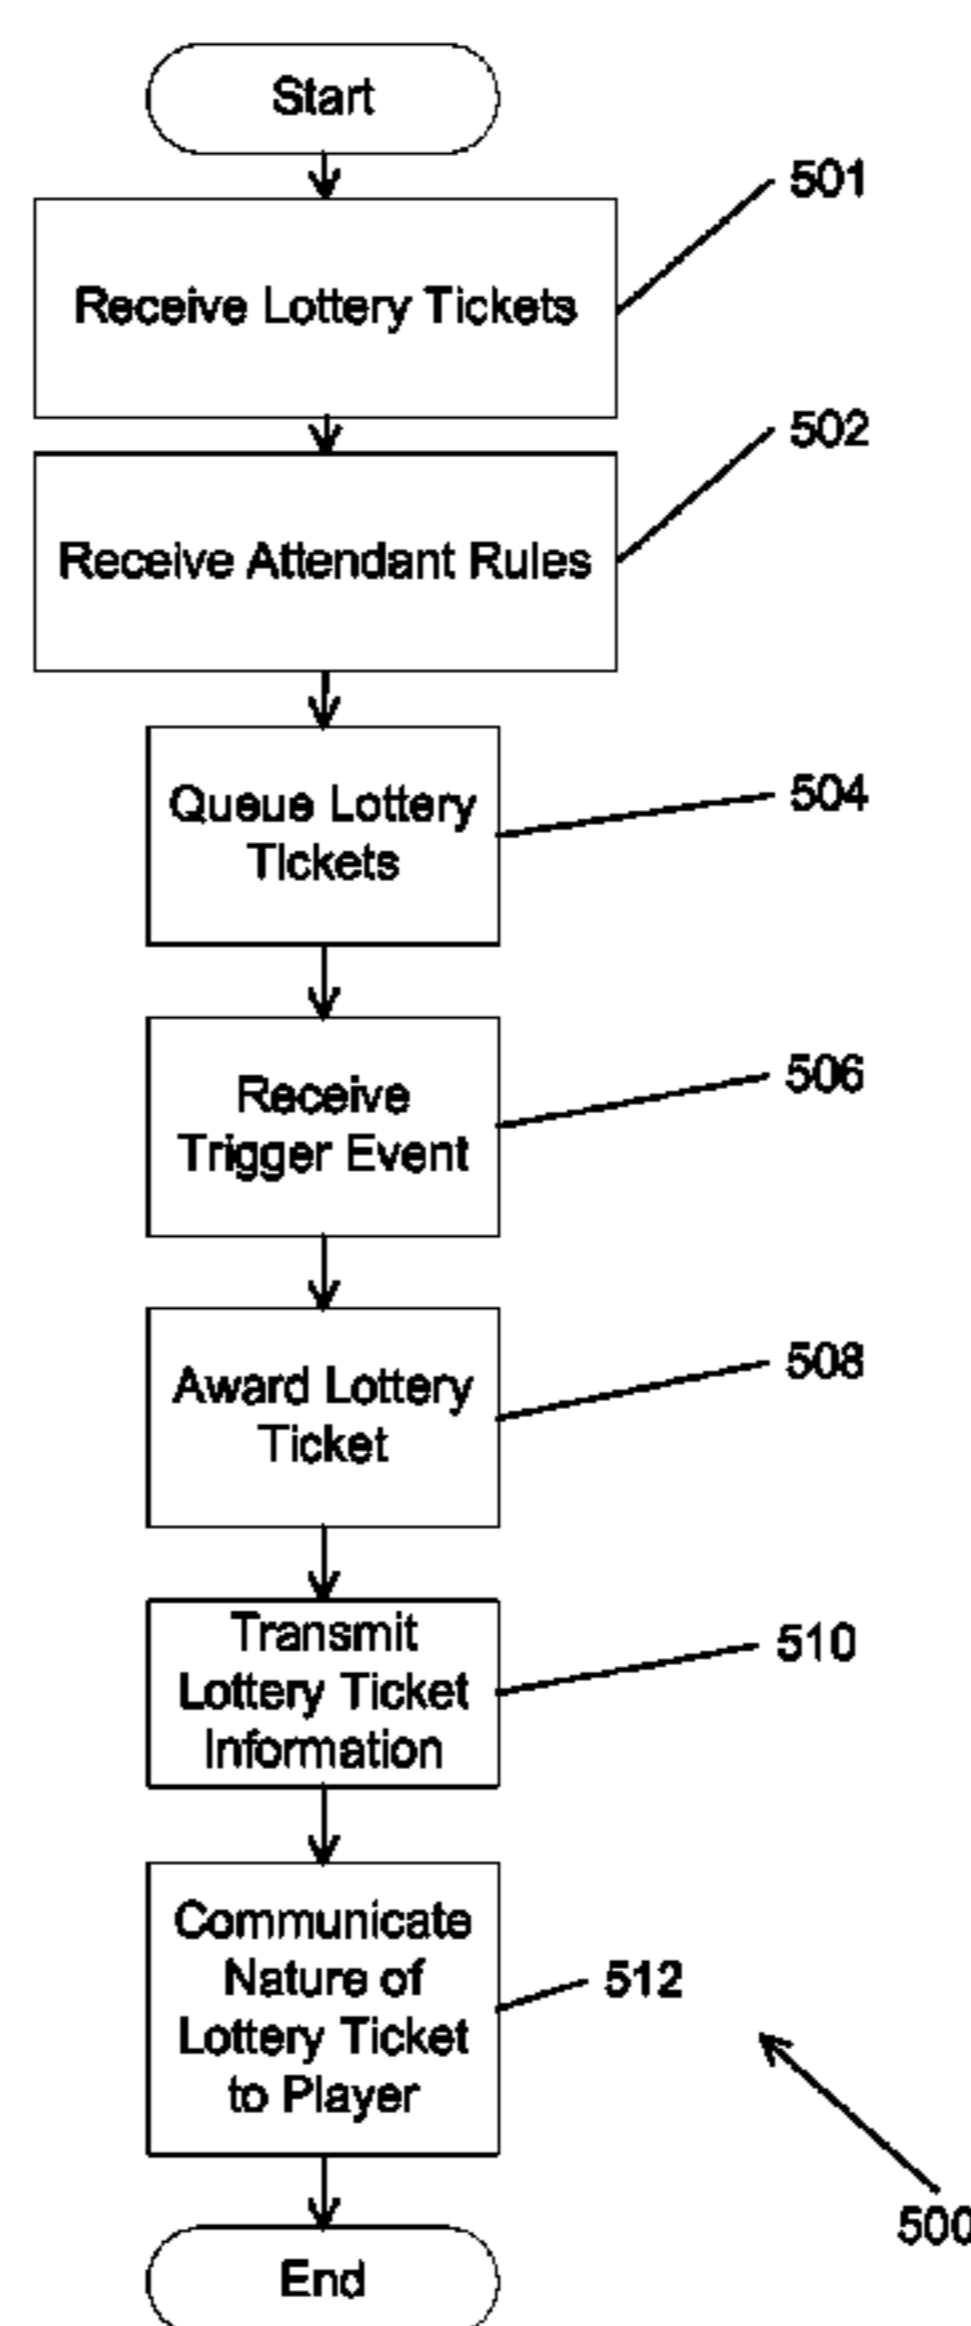 Start
501
Receive Lottery Tickets
502
Receive Attendant Rules
504
Queue Lottery
Tickets
506
Receive
Trigger Event
508
Award Lottery
Ticket
510
Transmit
Lottery Ticket
Information
512
Communicate
Nature of
Lottery Ticket
to Player
500
End